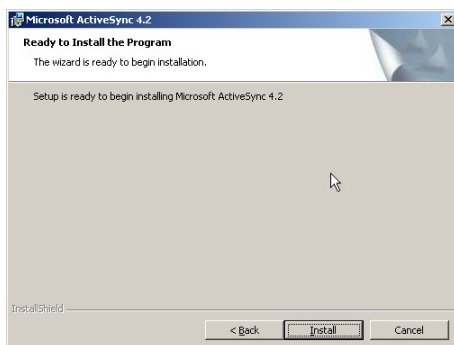 Microsoft ActiveSync 4.2
Ready to Install the Program
The wizard is ready to begin installation.
Setup is ready to begin installing Microsoft ActiveSync 4.2
InstallShield
< Back
Install
Cancel